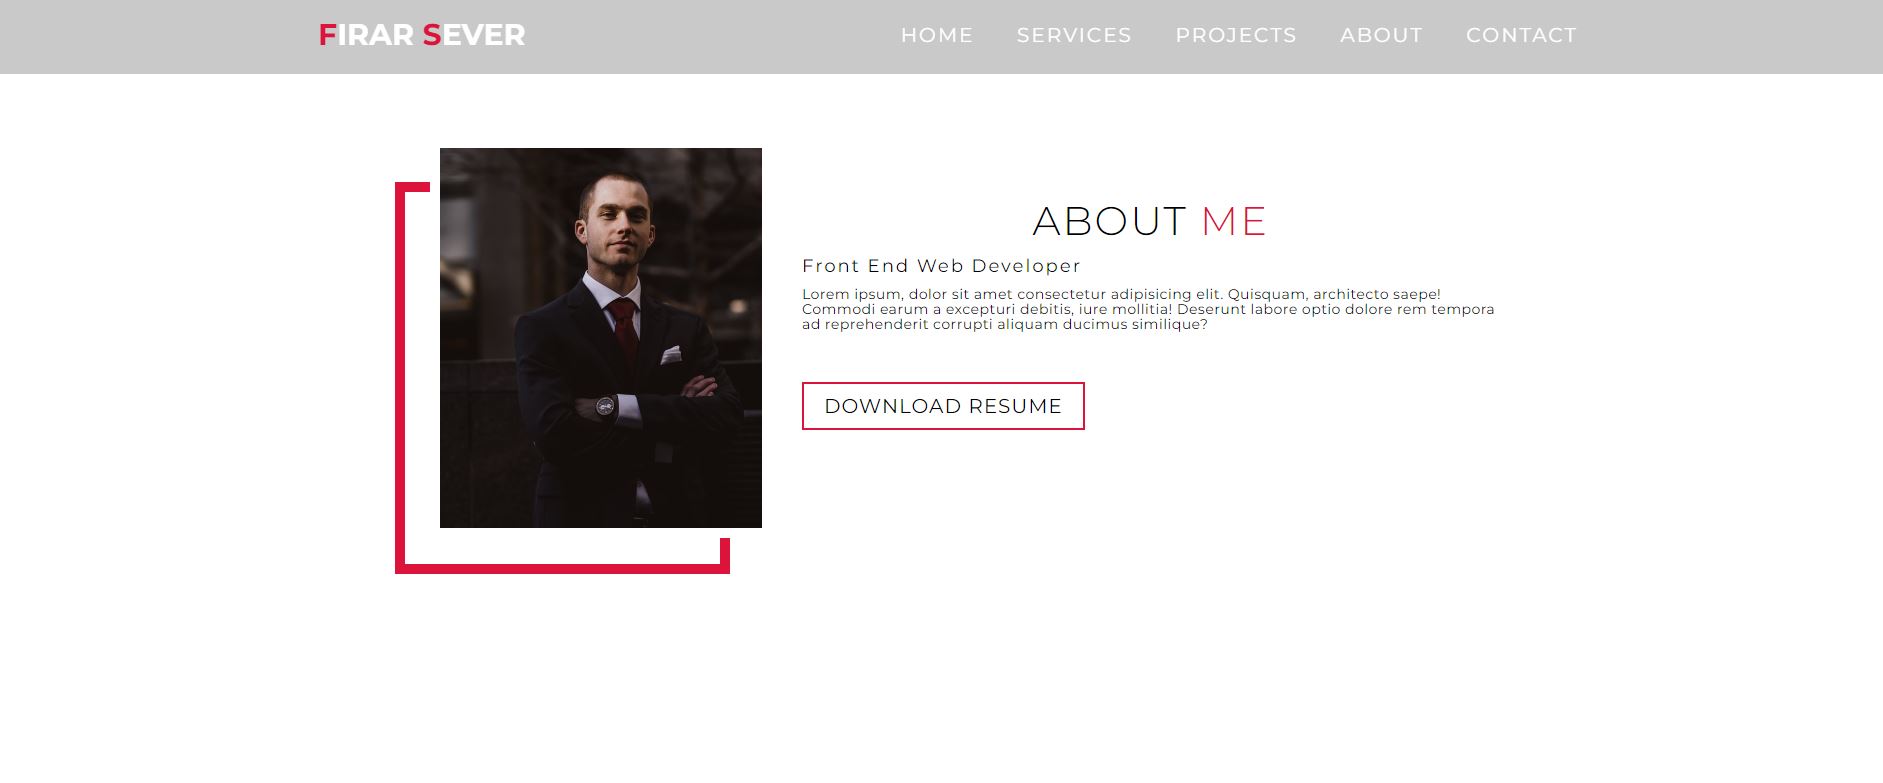 FIRAR SEVER
HOME SERVICES PROJECTS ABOUT CONTACT
ABOUT ME
Front End Web Developer
Lorem ipsum, dolor sit amet consectetur adipisicing elit. Quisquam, architecto saepe!
Commodi earum a excepturi debitis, iure mollitia! Deserunt labore optio dolore rem tempora
ad reprehenderit corrupti aliquam ducimus similique?
DOWNLOAD RESUME